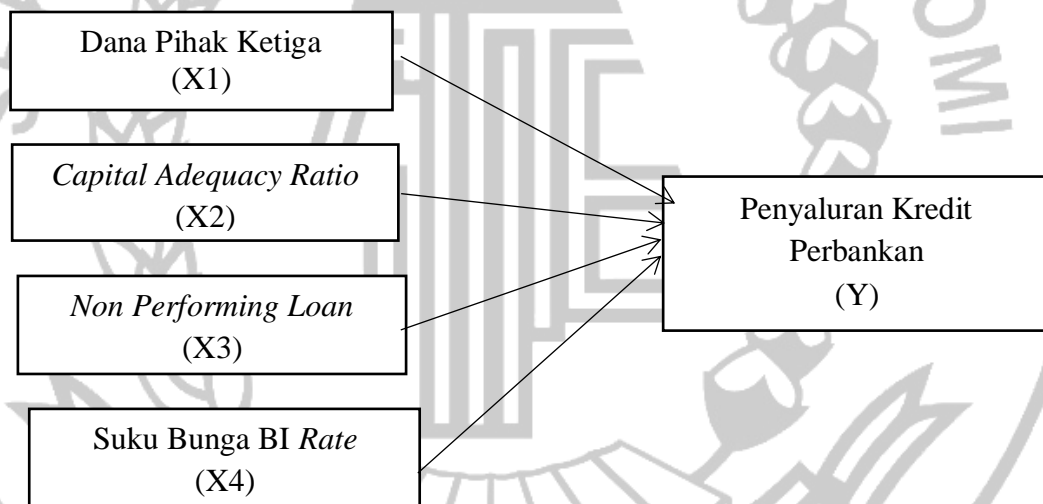 Dana Pihak Ketiga
(X1)
Capital Adequacy Ratio
(X2)
Non Performing Loan
(X3)
Suku Bunga BI Rate
(X4)
Penyaluran Kredit
Perbankan
(Y)